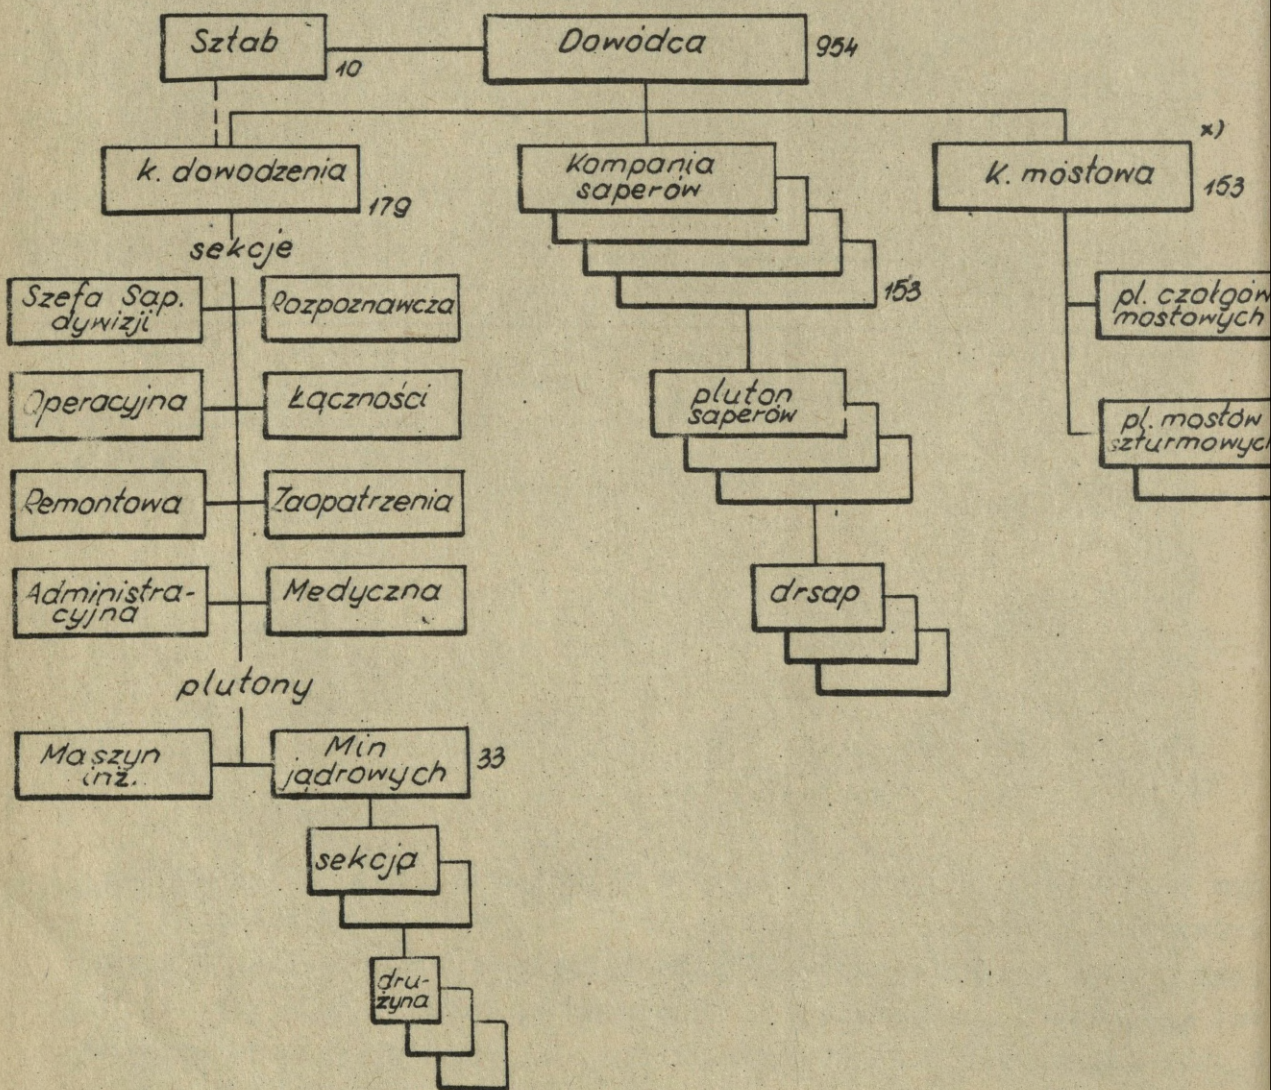 Sztab
10
Dowódca
954
k. dowodzenia
179
Kompania
saperów
153
x)
k. mostowa
153
sekcje
Szefa Sap.
dywizji
Rozpoznawcza
Operacyjna
Łączności
Remontowa
Zaopatrzenia
Administra-
cyjna
Medyczna
plutony
Maszyn
inż.
Min
jądrowych
33
sekcja
dru-
żyna
pluton
saperów
drsap
pl. czołgów
mostowych
pl. mostów
szturmowych